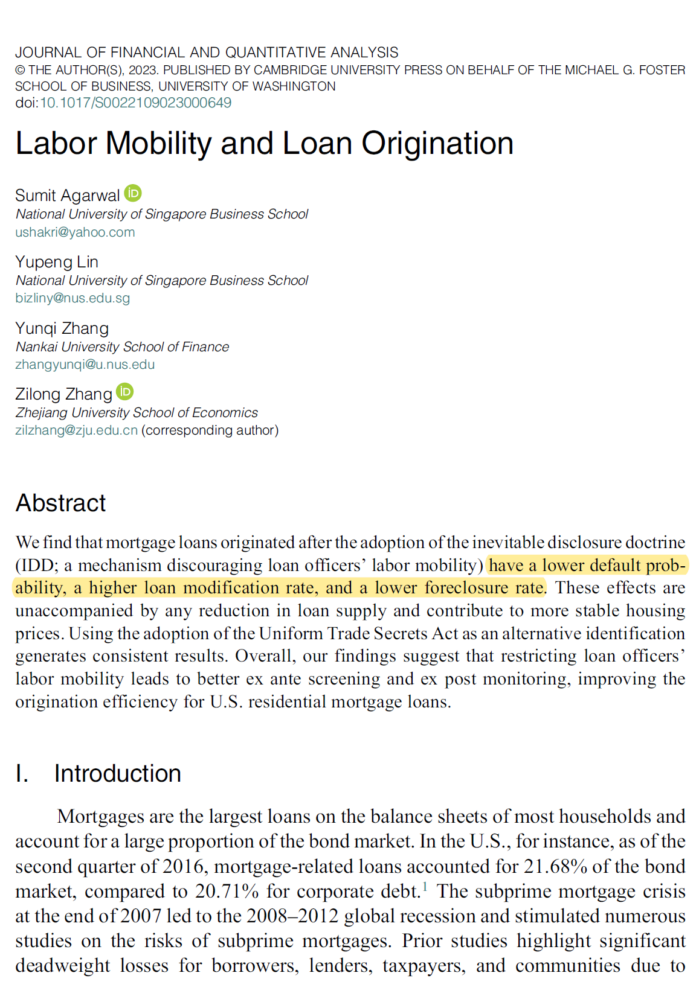 JOURNAL OF FINANCIAL AND QUANTITATIVE ANALYSIS
© THE AUTHOR(S), 2023. PUBLISHED BY CAMBRIDGE UNIVERSITY PRESS ON BEHALF OF THE MICHAEL G. FOSTER
SCHOOL OF BUSINESS, UNIVERSITY OF WASHINGTON
doi:10.1017/S0022109023000649
Labor Mobility and Loan Origination
Sumit Agarwal iD
National University of Singapore Business School
ushakri@yahoo.com
Yupeng Lin
National University of Singapore Business School
bizliny@nus.edu.sg
Yunqi Zhang
Nankai University School of Finance
zhangyunqi@u.nus.edu
Zilong Zhang iD
Zhejiang University School of Economics
zilzhang@zju.edu.cn (corresponding author)
Abstract
We find that mortgage loans originated after the adoption of the inevitable disclosure doctrine
(IDD; a mechanism discouraging loan officers’ labor mobility) have a lower default prob-
ability, a higher loan modification rate, and a lower foreclosure rate. These effects are
unaccompanied by any reduction in loan supply and contribute to more stable housing
prices. Using the adoption of the Uniform Trade Secrets Act as an alternative identification
generates consistent results. Overall, our findings suggest that restricting loan officers’
labor mobility leads to better ex ante screening and ex post monitoring, improving the
origination efficiency for U.S. residential mortgage loans.
I. Introduction
Mortgages are the largest loans on the balance sheets of most households and
account for a large proportion of the bond market. In the U.S., for instance, as of the
second quarter of 2016, mortgage-related loans accounted for 21.68% of the bond
market, compared to 20.71% for corporate debt.1 The subprime mortgage crisis
at the end of 2007 led to the 2008–2012 global recession and stimulated numerous
studies on the risks of subprime mortgages. Prior studies highlight significant
deadweight losses for borrowers, lenders, taxpayers, and communities due to